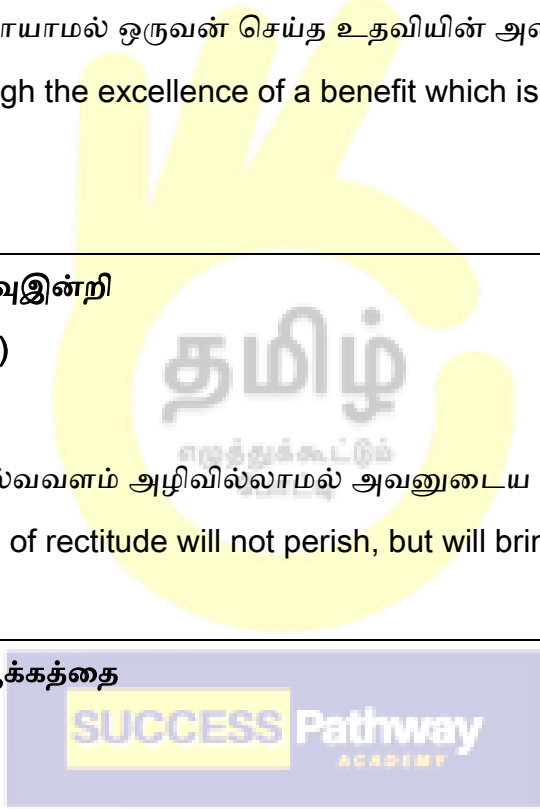 ராயாமல் ஒருவன் செய்த உதவியின்
gh the excellence of a benefit which is
வுஇன்றி
)
தமிழ்
எழுத்துக்கூட்டும்
போட்டி
ல்வவளம் அழிவில்லாமல் அவனுடைய
of rectitude will not perish, but will brin
ஆக்கத்தை
SUCCESS Pathway
ACADEMY